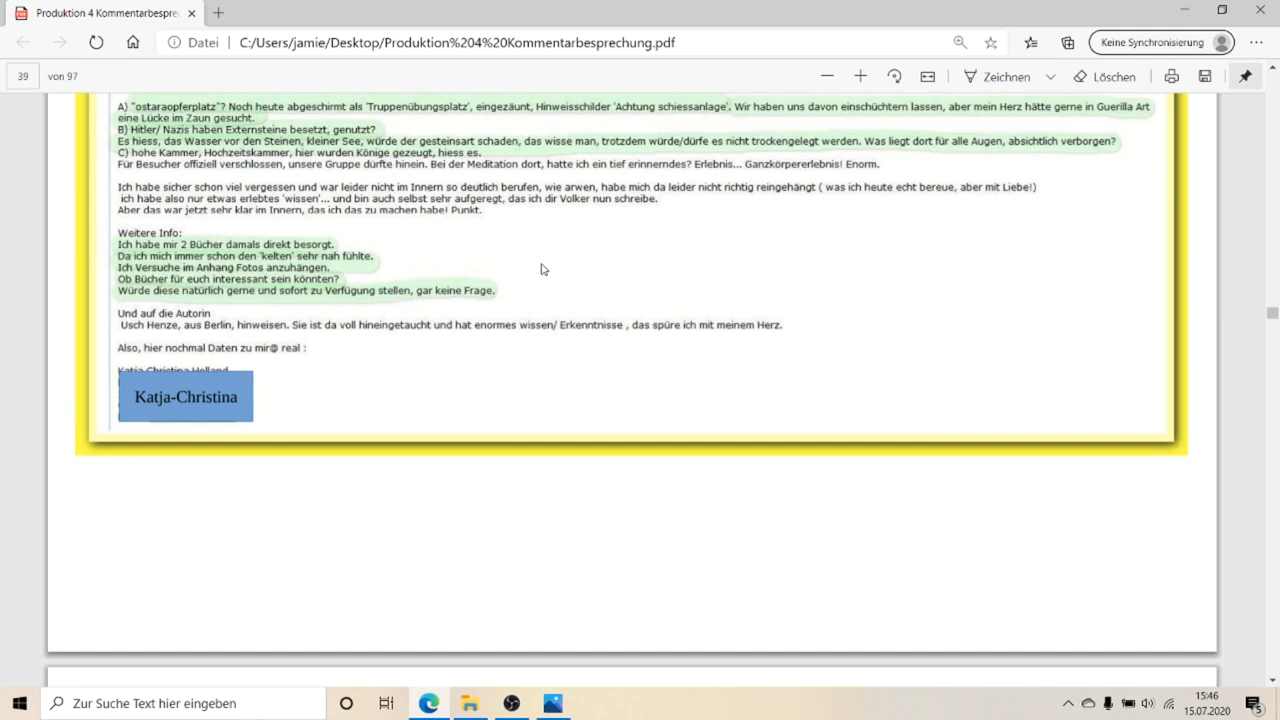 Produktion 4 Kommentarbespre
Datei C:/Users/jamie/Desktop/Produktion%204%20Kommentarbesprechung.pdf
Keine Synchronisierung
39 von 97
Zeichnen
Löschen
A) "ostaraopferplatz"? Noch heute abgeschirmt als 'Truppenübungsplatz', eingezäunt, Hinweisschilder 'Achtung schiessanlage'. Wir haben uns davon einschüchtern lassen, aber mein Herz hätte gerne in Guerilla Art
eine Lücke im Zaun gesucht.
B) Hitler/ Nazis haben Externsteine besetzt, genutzt?
Es hiess, das Wasser vor den Steinen, kleiner See, würde der gesteinsart schaden, das wisse man, trotzdem würde/dürfe es nicht trockengelegt werden. Was liegt dort für alle Augen, absichtlich verborgen?
C) hohe Kammer, Hochzeitskammer, hier wurden Könige gezeugt, hiess es.
Für Besucher offiziell verschlossen, unsere Gruppe dürfte hinein. Bei der Meditation dort, hatte ich ein tief erinnerndes? Erlebnis... Ganzkörpererlebnis! Enorm.
Ich habe sicher schon viel vergessen und war leider nicht im Innern so deutlich berufen, wie arwen, habe mich da leider nicht richtig reingehängt ( was ich heute echt bereue, aber mit Liebe!)
ich habe also nur etwas erlebtes 'wissen'... und bin auch selbst sehr aufgeregt, das ich dir Volker nun schreibe.
Aber das war jetzt sehr klar im Innern, das ich das zu machen habe! Punkt.
Weitere Info:
Ich habe mir 2 Bücher damals direkt besorgt.
Da ich mich immer schon den 'kelten' sehr nah fühlte.
Ich Versuche im Anhang Fotos anzuhängen.
Ob Bücher für euch interessant sein könnten?
Würde diese natürlich gerne und sofort zu Verfügung stellen, gar keine Frage.
Und auf die Autorin
Usch Henze, aus Berlin, hinweisen. Sie ist da voll hineingetaucht und hat enormes wissen/ Erkenntnisse , das spüre ich mit meinem Herz.
Also, hier nochmal Daten zu mir@ real :
Katja-Christina
Zur Suche Text hier eingeben
15:46
15.07.2020
5